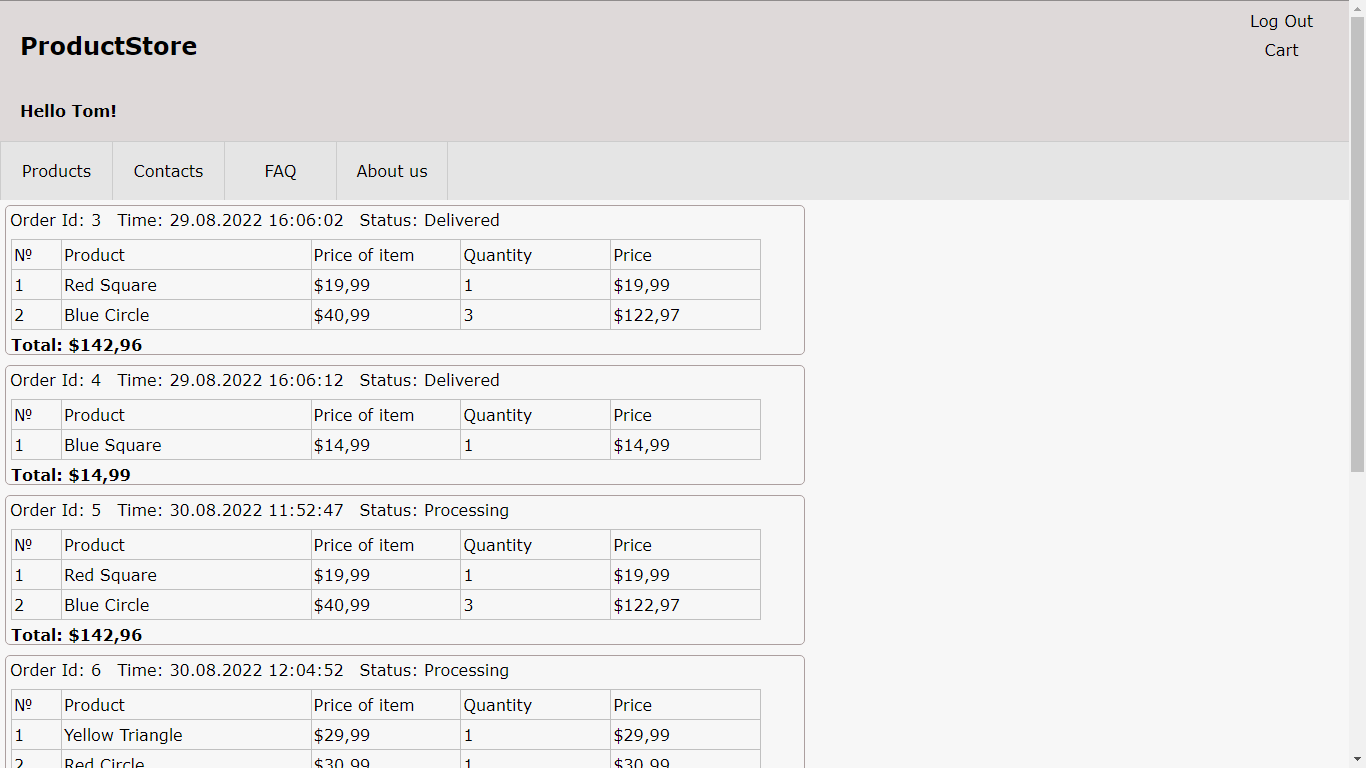 Log Out
ProductStore
Cart
Hello Tom!
Products Contacts FAQ About us
Order Id: 3 Time: 29.08.2022 16:06:02 Status: Delivered
№ Product Price of item Quantity Price
1 Red Square $19,99 1 $19,99
2 Blue Circle $40,99 3 $122,97
Total: $142,96
Order Id: 4 Time: 29.08.2022 16:06:12 Status: Delivered
№ Product Price of item Quantity Price
1 Blue Square $14,99 1 $14,99
Total: $14,99
Order Id: 5 Time: 30.08.2022 11:52:47 Status: Processing
№ Product Price of item Quantity Price
1 Red Square $19,99 1 $19,99
2 Blue Circle $40,99 3 $122,97
Total: $142,96
Order Id: 6 Time: 30.08.2022 12:04:52 Status: Processing
№ Product Price of item Quantity Price
1 Yellow Triangle $29,99 1 $29,99
2 Red Circle $30,99 1 $30,99